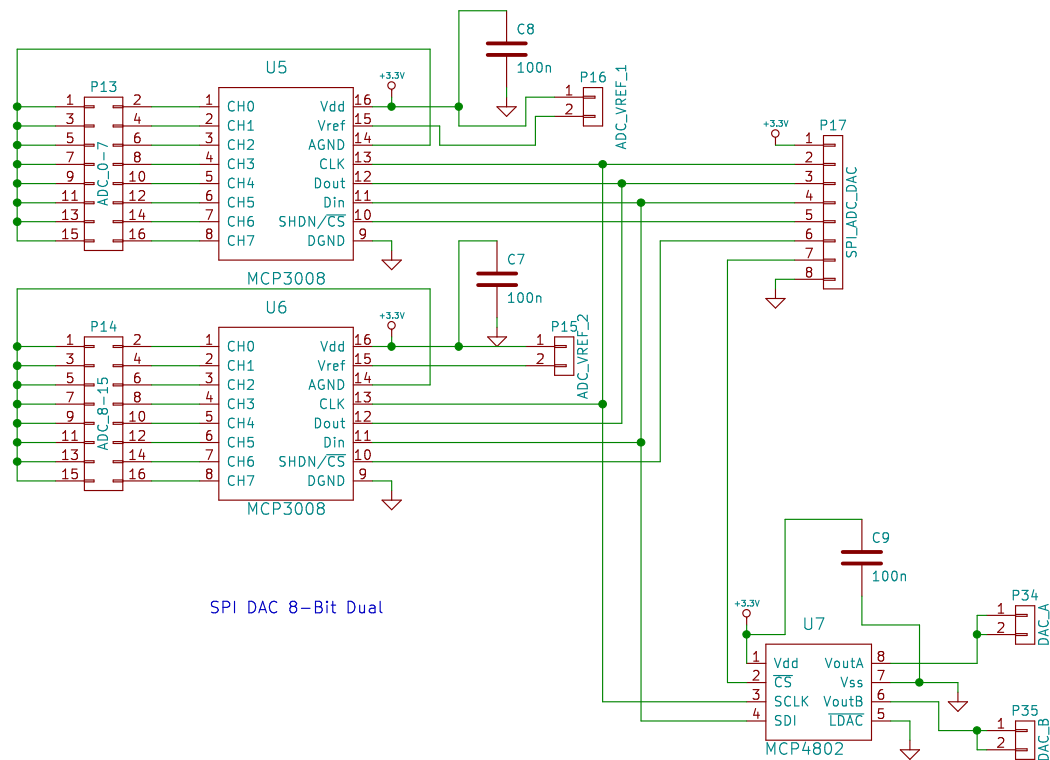 C8
100n
P16
1
2
ADC_VREF_1
U5
+3.3V
P13
1 2
3 4
5 6
7 8
9 10
11 12
13 14
15 16
ADC_0-7
1 CH0 Vdd 16
2 CH1 Vref 15
3 CH2 AGND 14
4 CH3 CLK 13
5 CH4 Dout 12
6 CH5 Din 11
7 CH6 SHDN/CS 10
8 CH7 DGND 9
MCP3008
+3.3V
P17
1
2
3
4
5
6
7
8
SPI_ADC_DAC
C7
100n
U6
+3.3V
P15
1
2
ADC_VREF_2
P14
1 2
3 4
5 6
7 8
9 10
11 12
13 14
15 16
ADC_8-15
1 CH0 Vdd 16
2 CH1 Vref 15
3 CH2 AGND 14
4 CH3 CLK 13
5 CH4 Dout 12
6 CH5 Din 11
7 CH6 SHDN/CS 10
8 CH7 DGND 9
MCP3008
SPI DAC 8-Bit Dual
C9
100n
+3.3V
U7
1 Vdd VoutA 8
2 CS Vss 7
3 SCLK VoutB 6
4 SDI LDAC 5
MCP4802
P34
1
2
DAC_A
P35
1
2
DAC_B